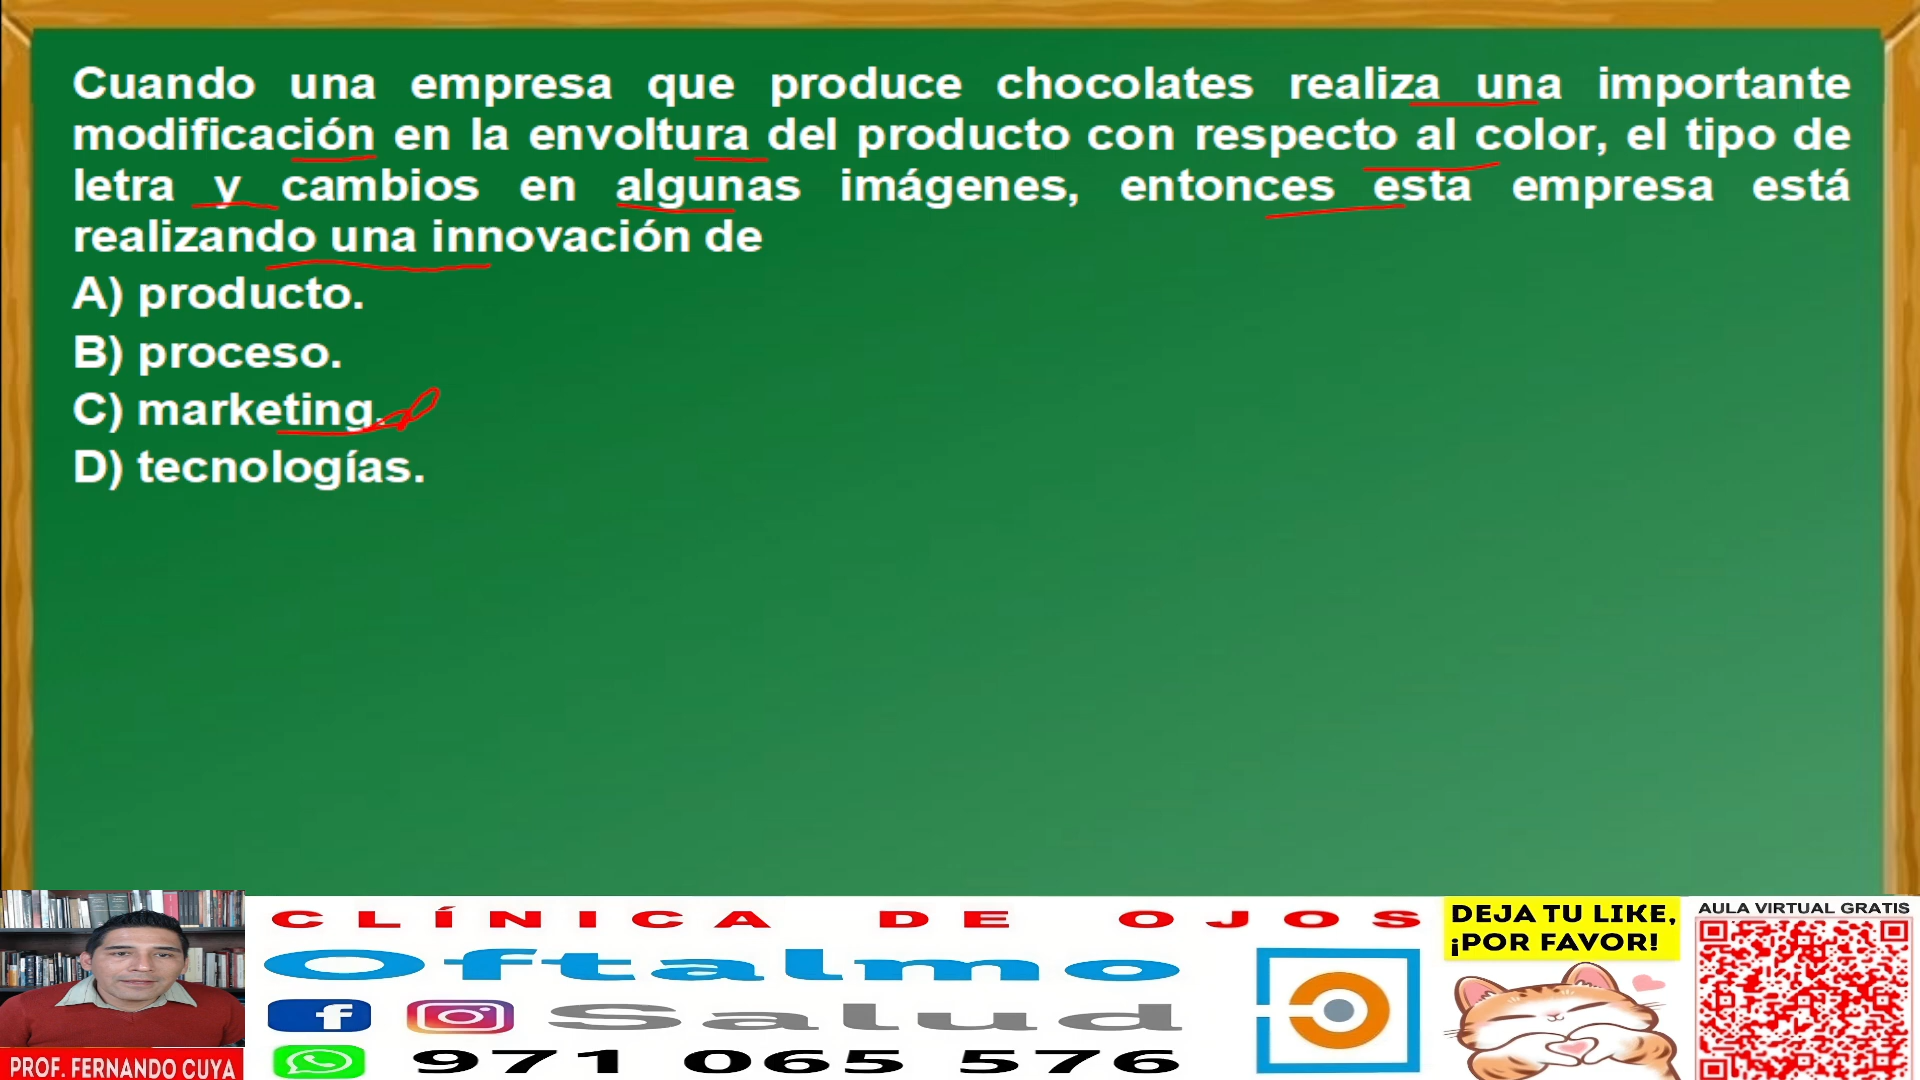 Cuando una empresa que produce chocolates realiza una importante
modificación en la envoltura del producto con respecto al color, el tipo de
letra y cambios en algunas imágenes, entonces esta empresa está
realizando una innovación de
A) producto.
B) proceso.
C) marketing.
D) tecnologías.
CLÍNICA DE OJOS
Oftalmo
Salud
971 065 576
DEJA TU LIKE,
¡POR FAVOR!
AULA VIRTUAL GRATIS
PROF. FERNANDO CUYA